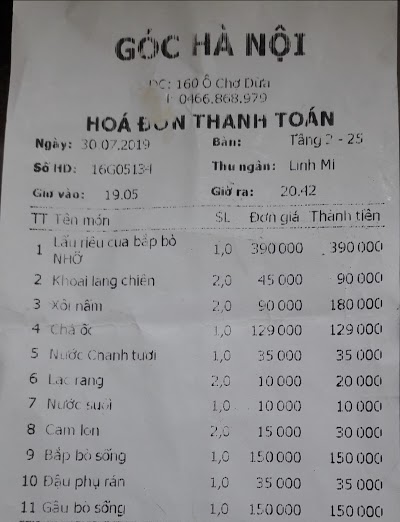 GÓC HÀ NỘI
ĐC: 160 Ô Chợ Dừa
0466.868.979
HOÁ ĐƠN THANH TOÁN
Ngày: 30.07.2019 Bàn: Tầng 2 - 25
Số HD: 16G05134 Thu ngân: Linh Mi
Giờ vào: 19.05 Giờ ra: 20.42
TT Tên món SL Đơn giá Thành tiền
1 Lẩu riêu cua bắp bò NHỠ 1,0 390 000 390 000
2 Khoai lang chiên 2,0 45 000 90 000
3 Xôi nấm 2,0 90 000 180 000
4 Chả ốc 1,0 129 000 129 000
5 Nước Chanh tươi 1,0 35 000 35 000
6 Lạc rang 2,0 10 000 20 000
7 Nước suối 1,0 10 000 10 000
8 Cam lon 2,0 15 000 30 000
9 Bắp bò sống 1,0 150 000 150 000
10 Đậu phụ rán 1,0 35 000 35 000
11 Gầu bò sống 1,0 150 000 150 000